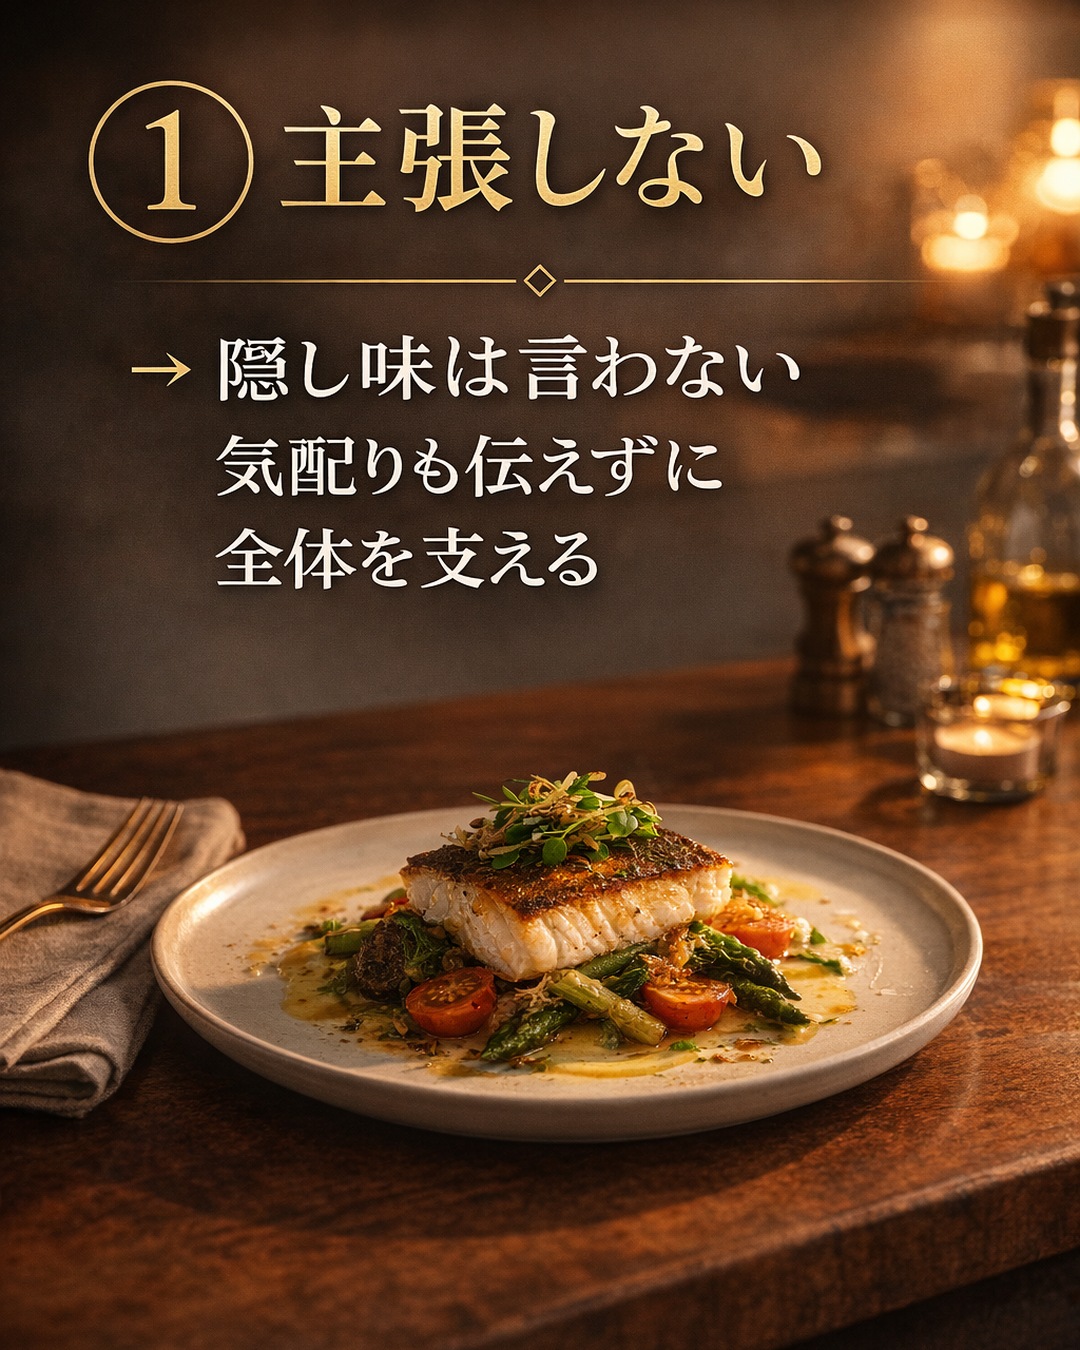 ① 主張しない
→ 隠し味は言わない
気配りも伝えずに
全体を支える